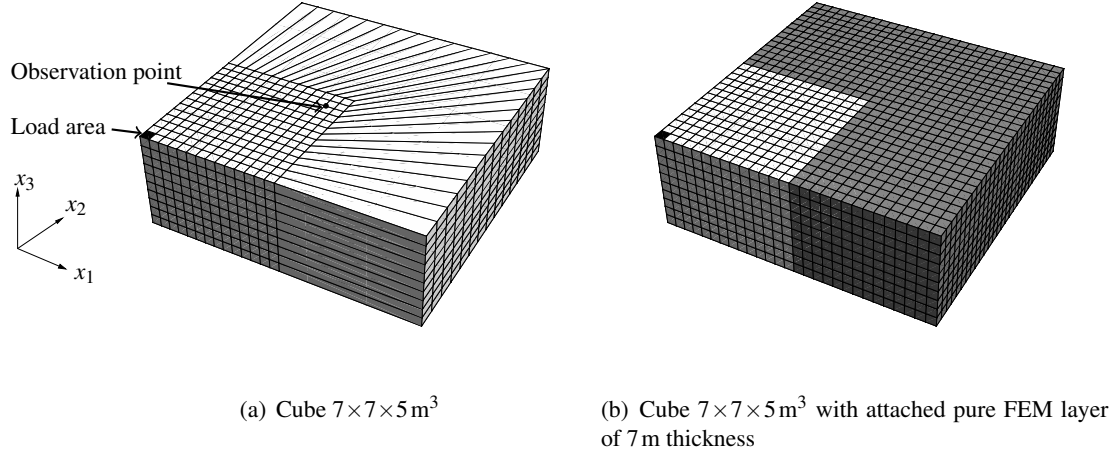 Observation point
Load area
x₃
x₂
x₁
(a) Cube 7×7×5 m³
(b) Cube 7×7×5 m³ with attached pure FEM layer
of 7 m thickness